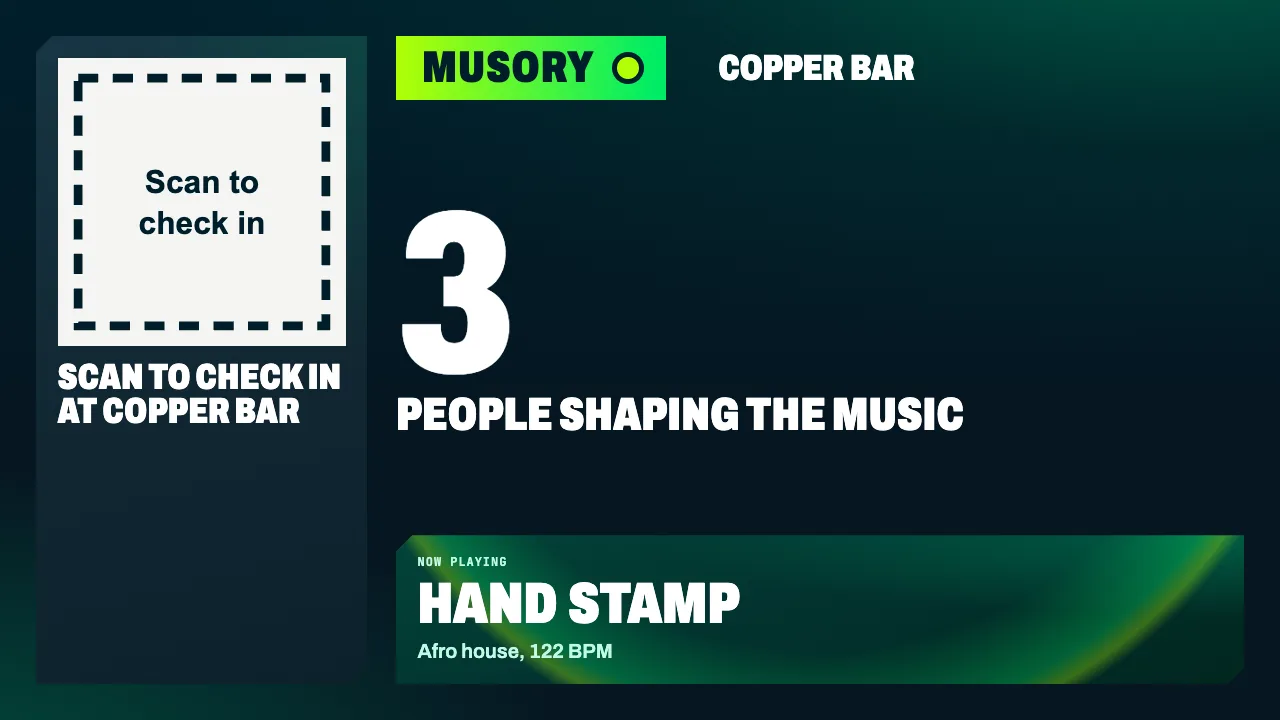 Scan to
check in
SCAN TO CHECK IN
AT COPPER BAR
MUSORY
COPPER BAR
3
PEOPLE SHAPING THE MUSIC
NOW PLAYING
HAND STAMP
Afro house, 122 BPM